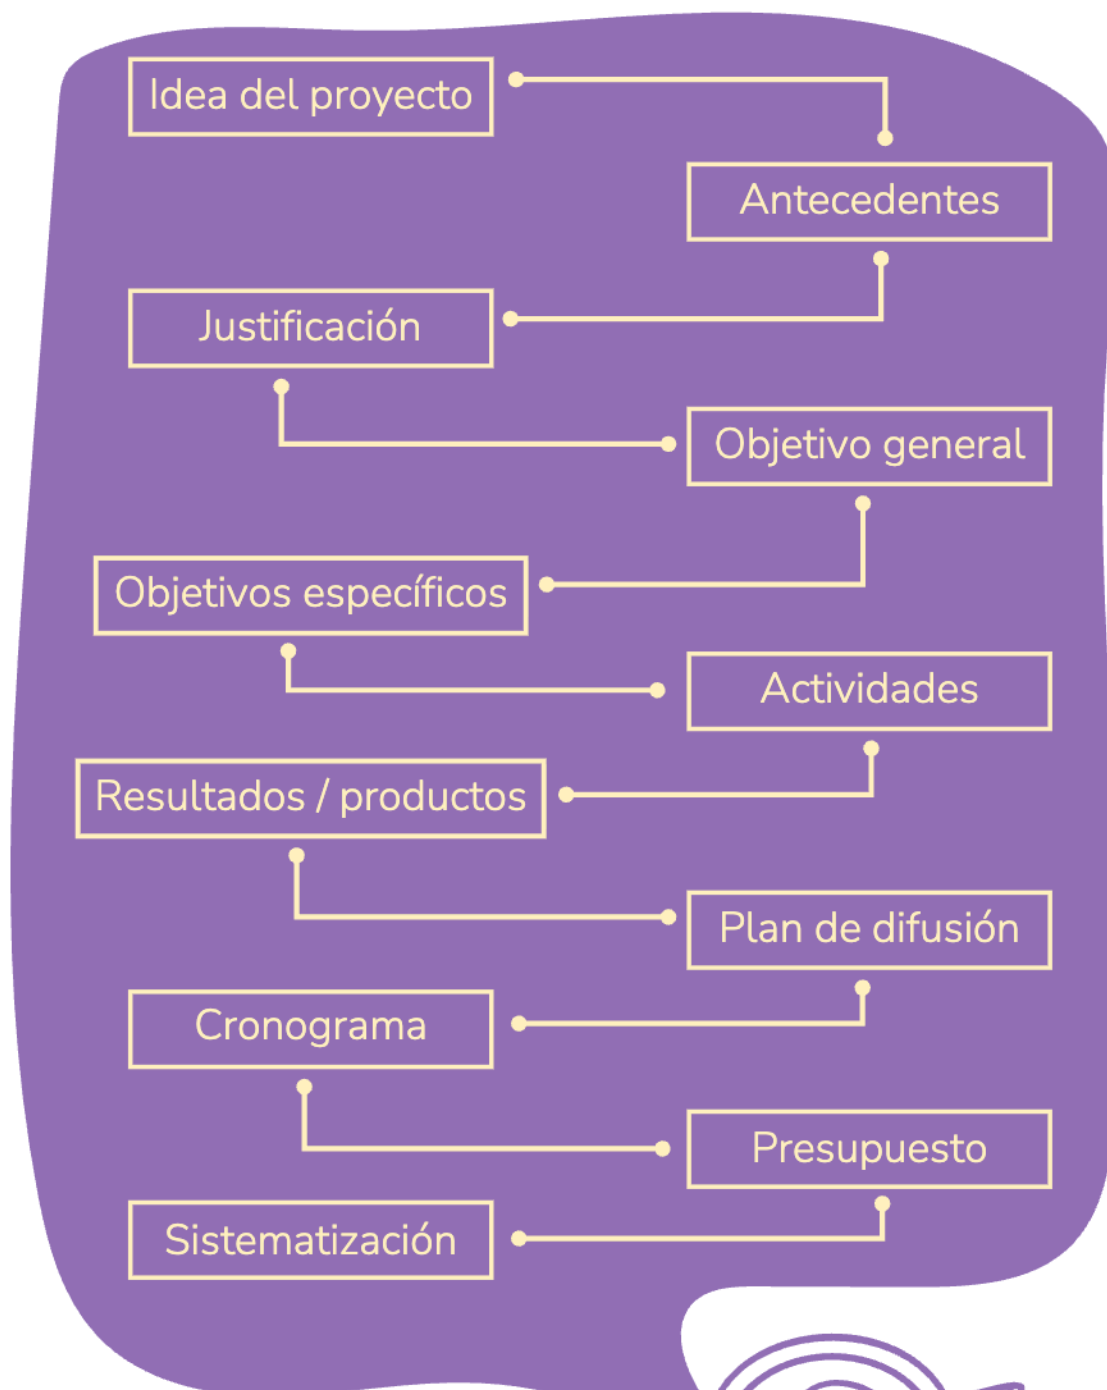 Idea del proyecto
Antecedentes
Justificación
Objetivo general
Objetivos específicos
Actividades
Resultados / productos
Plan de difusión
Cronograma
Presupuesto
Sistematización